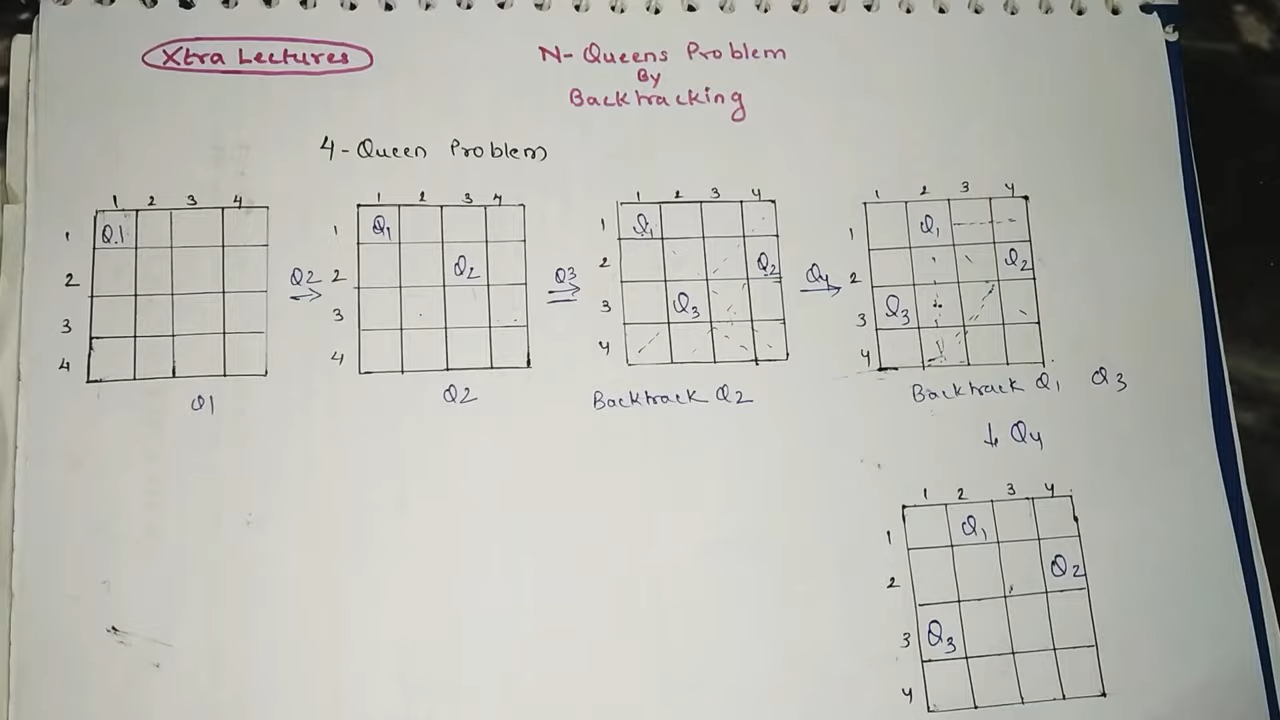 Xtra Lectures
N-Queens Problem
By
Backtracking
4-Queen Problem
1 2 3 4
1 Q1
2
3
4
Q1
Q2
1 2 3 4
1 Q1
2 Q2
3
4
Q2
Q3
1 2 3 4
1 Q1
2 Q2
3 Q3
4
Backtrack Q2
Q4
1 2 3 4
1 Q1
2 Q2
3 Q3
4
Backtrack Q1 Q3
Q4
1 2 3 4
1 Q1
2 Q2
3 Q3
4